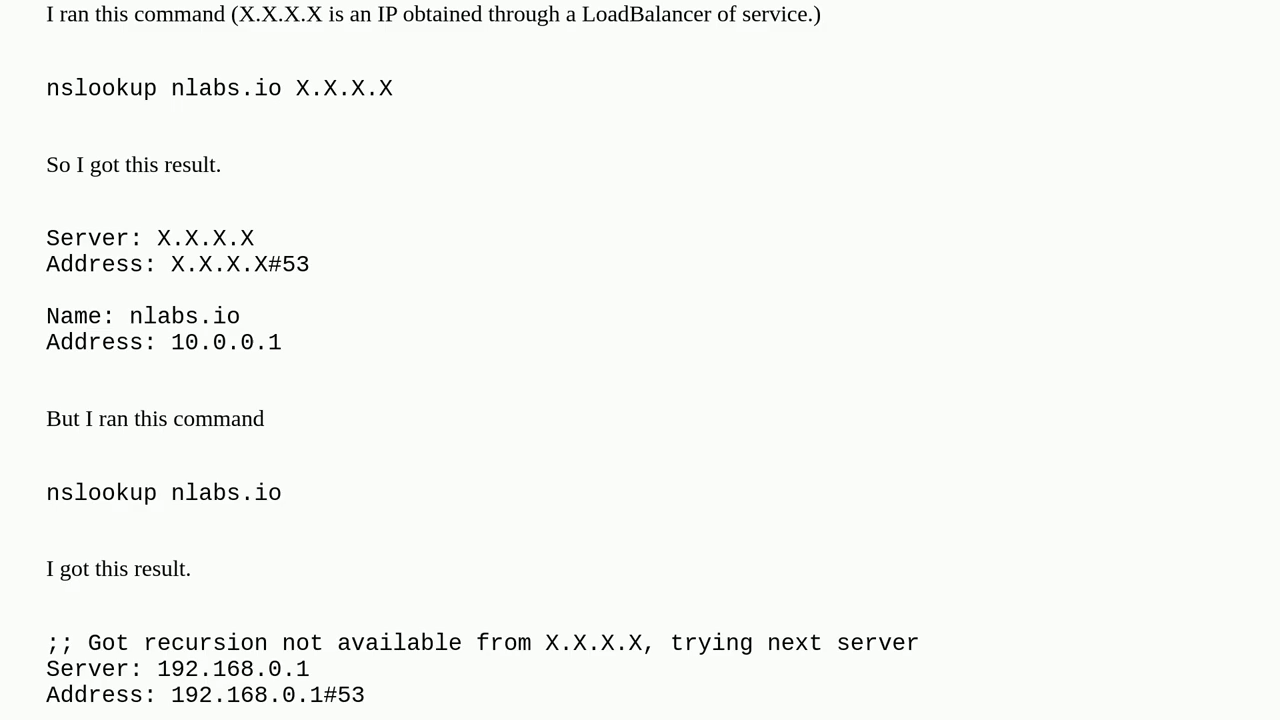 I ran this command (X.X.X.X is an IP obtained through a LoadBalancer of service.)
nslookup nlabs.io X.X.X.X
So I got this result.
Server: X.X.X.X
Address: X.X.X.X#53
Name: nlabs.io
Address: 10.0.0.1
But I ran this command
nslookup nlabs.io
I got this result.
;; Got recursion not available from X.X.X.X, trying next server
Server: 192.168.0.1
Address: 192.168.0.1#53